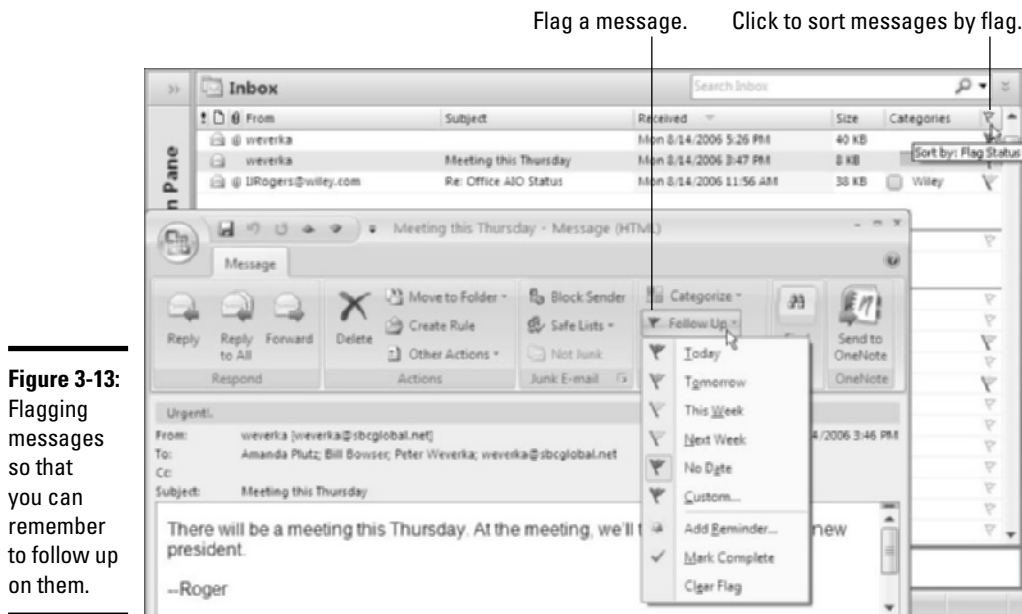 Flag a message. Click to sort messages by flag.
Inbox
Search Inbox
From Subject Received Size Categories
weverka Mon 8/14/2006 5:26 PM 40 KB
Sort by: Flag Status
weverka Meeting this Thursday Mon 8/14/2006 3:47 PM 8 KB
IJRogers@wiley.com Re: Office AIO Status Mon 8/14/2006 11:56 AM 38 KB Wiley
n Pane
Meeting this Thursday - Message (HTML)
Message
Reply
Reply to All
Forward
Respond
Delete
Move to Folder
Create Rule
Other Actions
Actions
Block Sender
Safe Lists
Not Junk
Junk E-mail
Categorize
Follow Up
Send to OneNote
OneNote
Today
Tomorrow
This Week
Next Week
No Date
Custom...
Add Reminder...
Mark Complete
Clear Flag
Urgent!.
From: weverka [weverka@sbcglobal.net] 4/2006 3:46 PM
To: Amanda Plutz; Bill Bowser; Peter Weverka; weverka@sbcglobal.net
Cc:
Subject: Meeting this Thursday
There will be a meeting this Thursday. At the meeting, we'll t new
president.
--Roger
Figure 3-13:
Flagging
messages
so that
you can
remember
to follow up
on them.